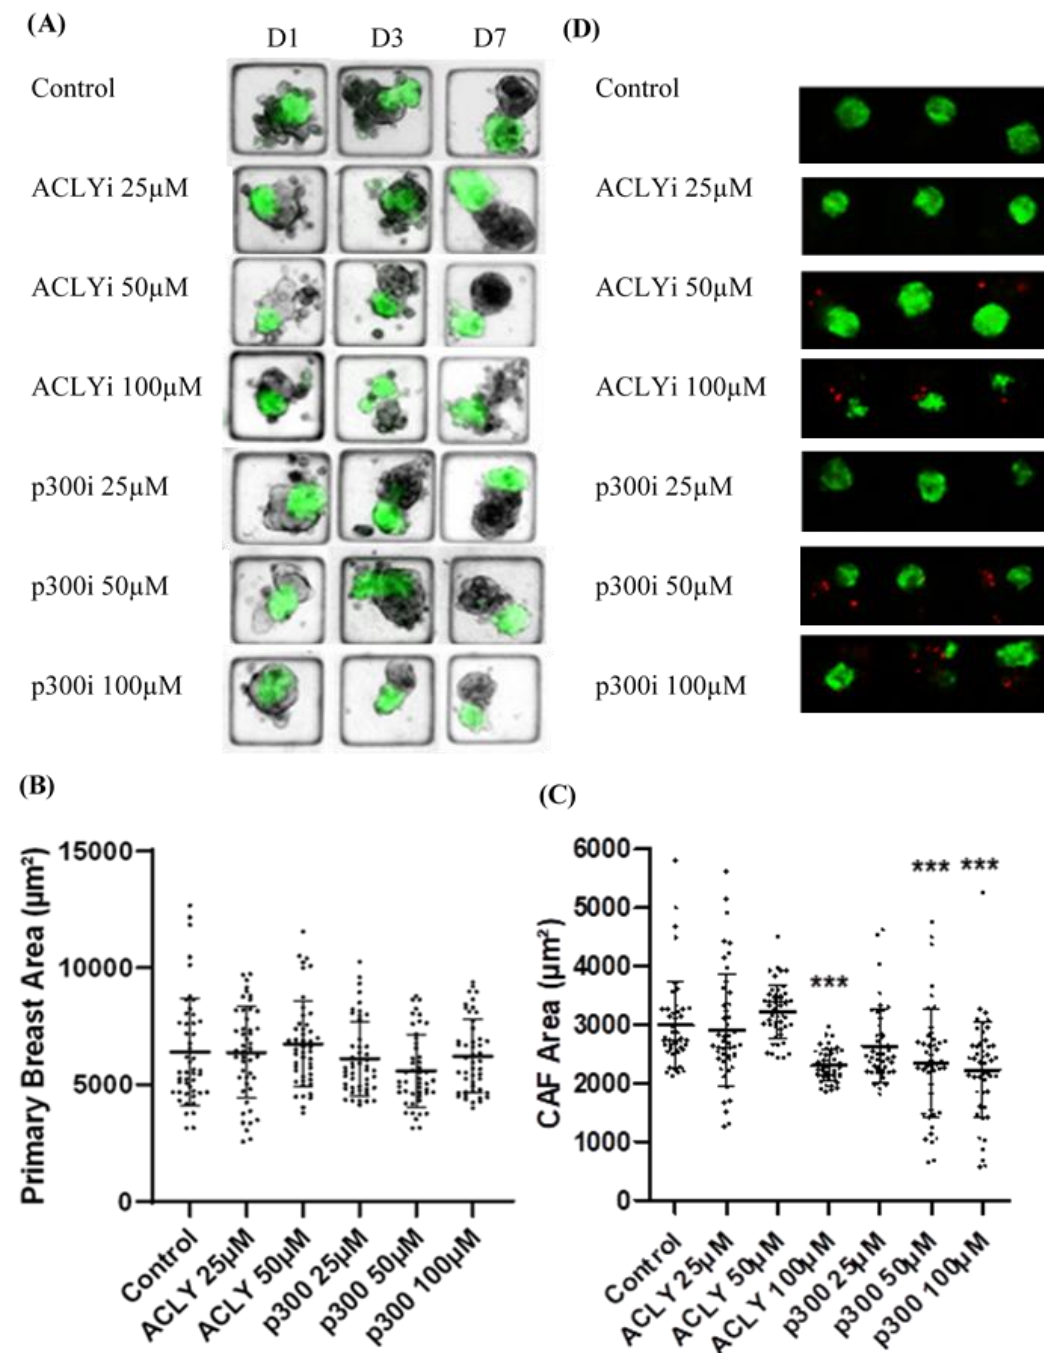 (A)
D1 D3 D7
Control
ACLYi 25µM
ACLYi 50µM
ACLYi 100µM
p300i 25µM
p300i 50µM
p300i 100µM
(D)
Control
ACLYi 25µM
ACLYi 50µM
ACLYi 100µM
p300i 25µM
p300i 50µM
p300i 100µM
(B)
Primary Breast Area (µm²)
15000
10000
5000
0
Control
ACLY 25µM
ACLY 50µM
p300 25µM
p300 50µM
p300 100µM
(C)
CAF Area (µm²)
6000
5000
4000
3000
2000
1000
0
***
*** ***
Control
ACLY 25µM
ACLY 50µM
ACLY 100µM
p300 25µM
p300 50µM
p300 100µM